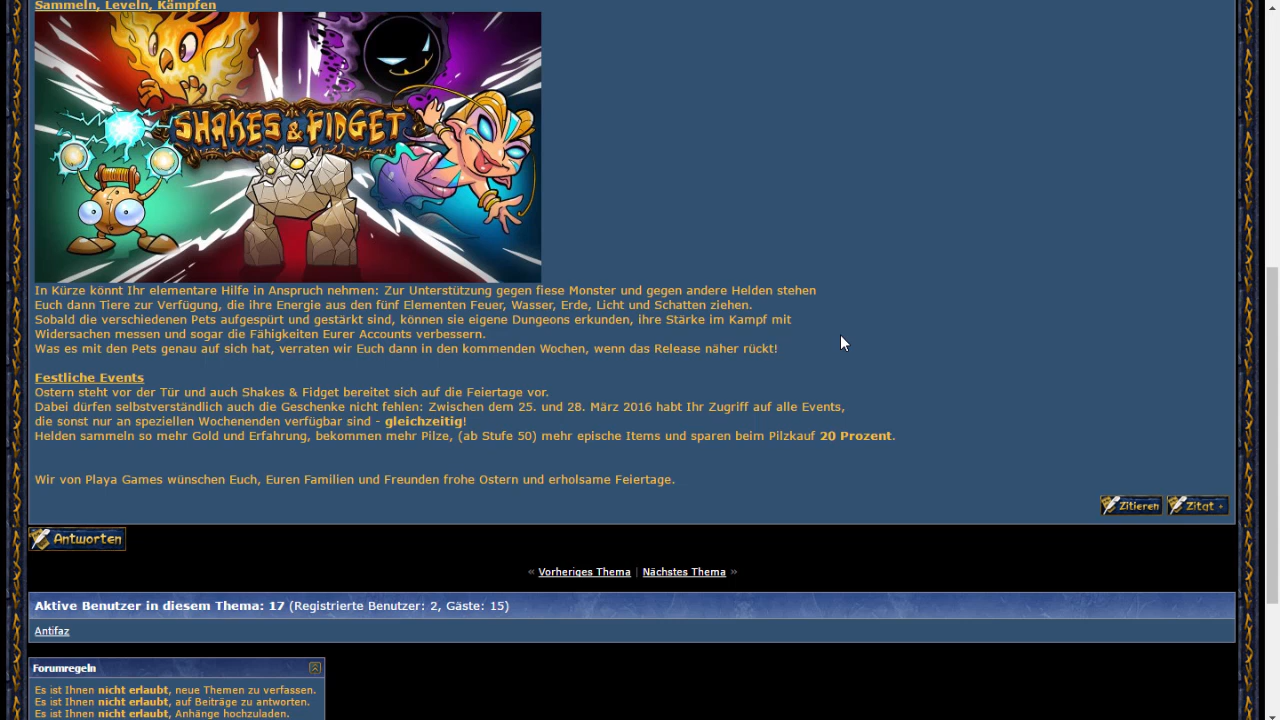 Sammeln, Leveln, Kämpfen
SHAKES & FIDGET
In Kürze könnt Ihr elementare Hilfe in Anspruch nehmen: Zur Unterstützung gegen fiese Monster und gegen andere Helden stehen
Euch dann Tiere zur Verfügung, die ihre Energie aus den fünf Elementen Feuer, Wasser, Erde, Licht und Schatten ziehen.
Sobald die verschiedenen Pets aufgespürt und gestärkt sind, können sie eigene Dungeons erkunden, ihre Stärke im Kampf mit
Widersachen messen und sogar die Fähigkeiten Eurer Accounts verbessern.
Was es mit den Pets genau auf sich hat, verraten wir Euch dann in den kommenden Wochen, wenn das Release näher rückt!
Festliche Events
Ostern steht vor der Tür und auch Shakes & Fidget bereitet sich auf die Feiertage vor.
Dabei dürfen selbstverständlich auch die Geschenke nicht fehlen: Zwischen dem 25. und 28. März 2016 habt Ihr Zugriff auf alle Events,
die sonst nur an speziellen Wochenenden verfügbar sind - gleichzeitig!
Helden sammeln so mehr Gold und Erfahrung, bekommen mehr Pilze, (ab Stufe 50) mehr epische Items und sparen beim Pilzkauf 20 Prozent.
Wir von Playa Games wünschen Euch, Euren Familien und Freunden frohe Ostern und erholsame Feiertage.
Zitieren Zitat +
Antworten
« Vorheriges Thema | Nächstes Thema »
Aktive Benutzer in diesem Thema: 17 (Registrierte Benutzer: 2, Gäste: 15)
Antifaz
Forumregeln
Es ist Ihnen nicht erlaubt, neue Themen zu verfassen.
Es ist Ihnen nicht erlaubt, auf Beiträge zu antworten.
Es ist Ihnen nicht erlaubt, Anhänge hochzuladen.